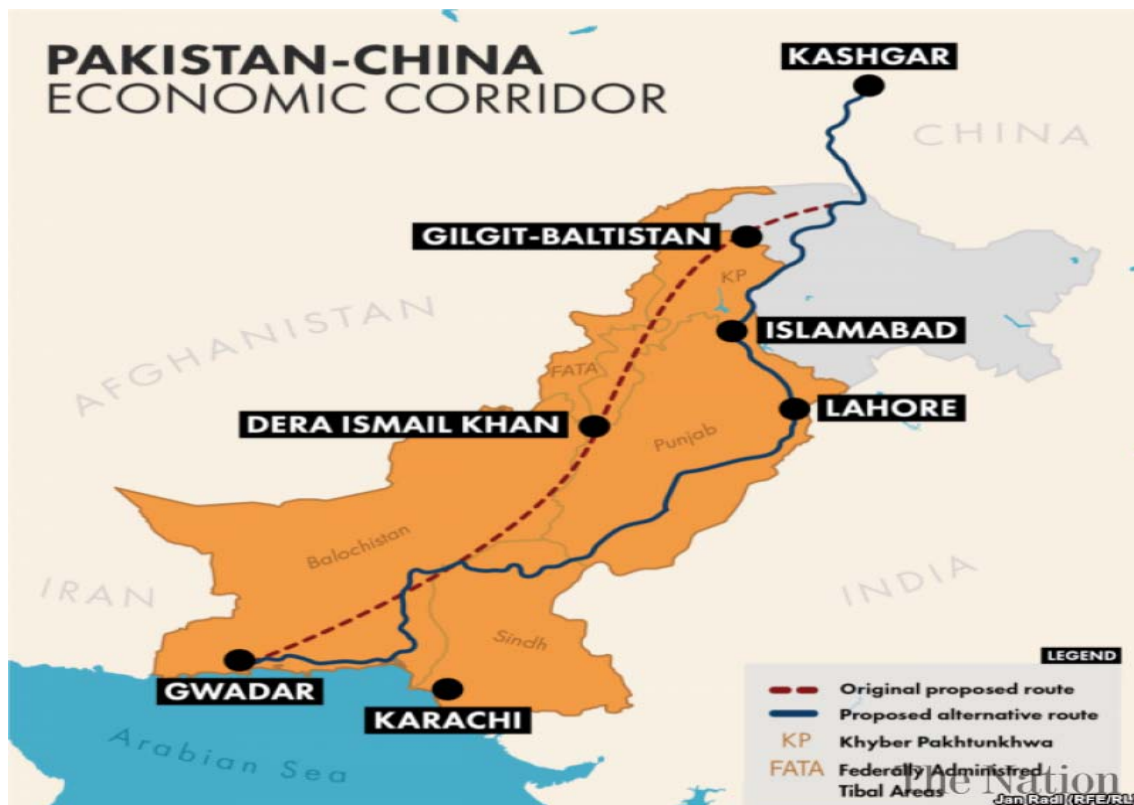 PAKISTAN-CHINA
ECONOMIC CORRIDOR
KASHGAR
CHINA
GILGIT-BALTISTAN
KP
ISLAMABAD
AFGHANISTAN
FATA
LAHORE
DERA ISMAIL KHAN
Punjab
Balochistan
IRAN
INDIA
Sindh
GWADAR
KARACHI
Arabian Sea
LEGEND
Original proposed route
Proposed alternative route
KP Khyber Pakhtunkhwa
FATA Federally Administred
Tibal Areas
The Nation
Jan Radl (RFE/RL)